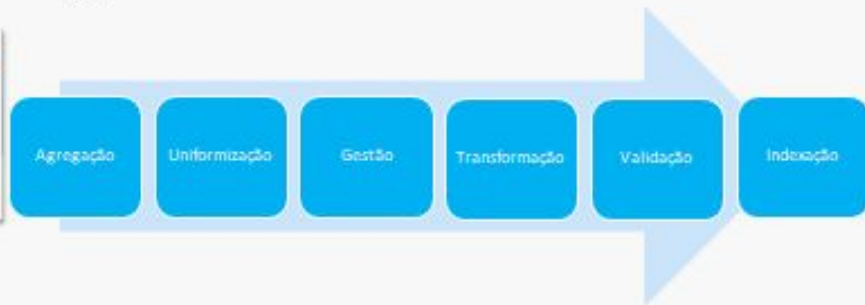 Agregação
Uniformização
Gestão
Transformação
Validação
Indexação